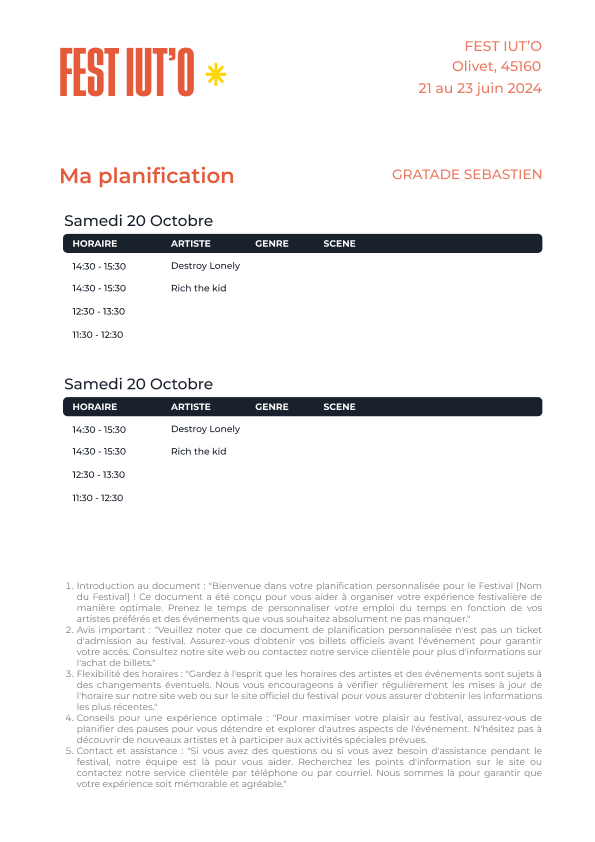 FEST IUT'O
FEST IUT’O
Olivet, 45160
21 au 23 juin 2024
Ma planification
GRATADE SEBASTIEN
Samedi 20 Octobre
HORAIRE ARTISTE GENRE SCENE
14:30 - 15:30 Destroy Lonely
14:30 - 15:30 Rich the kid
12:30 - 13:30
11:30 - 12:30
Samedi 20 Octobre
HORAIRE ARTISTE GENRE SCENE
14:30 - 15:30 Destroy Lonely
14:30 - 15:30 Rich the kid
12:30 - 13:30
11:30 - 12:30
1. Introduction au document : "Bienvenue dans votre planification personnalisée pour le Festival [Nom
du Festival] ! Ce document a été conçu pour vous aider à organiser votre expérience festivalière de
manière optimale. Prenez le temps de personnaliser votre emploi du temps en fonction de vos
artistes préférés et des événements que vous souhaitez absolument ne pas manquer."
2. Avis important : "Veuillez noter que ce document de planification personnalisée n'est pas un ticket
d'admission au festival. Assurez-vous d'obtenir vos billets officiels avant l'événement pour garantir
votre accès. Consultez notre site web ou contactez notre service clientèle pour plus d'informations sur
l'achat de billets."
3. Flexibilité des horaires : "Gardez à l'esprit que les horaires des artistes et des événements sont sujets à
des changements éventuels. Nous vous encourageons à vérifier régulièrement les mises à jour de
l'horaire sur notre site web ou sur le site officiel du festival pour vous assurer d'obtenir les informations
les plus récentes."
4. Conseils pour une expérience optimale : "Pour maximiser votre plaisir au festival, assurez-vous de
planifier des pauses pour vous détendre et explorer d'autres aspects de l'événement. N'hésitez pas à
découvrir de nouveaux artistes et à participer aux activités spéciales prévues.
5. Contact et assistance : "Si vous avez des questions ou si vous avez besoin d'assistance pendant le
festival, notre équipe est là pour vous aider. Recherchez les points d'information sur le site ou
contactez notre service clientèle par téléphone ou par courriel. Nous sommes là pour garantir que
votre expérience soit mémorable et agréable."